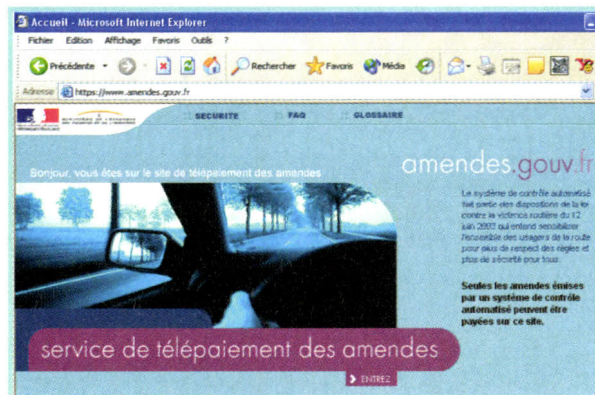 Accueil - Microsoft Internet Explorer
Fichier Edition Affichage Favoris Outils ?
Précédente Rechercher Favoris Média
Adresse https://www.amendes.gouv.fr
:: SECURITE :: FAQ :: GLOSSAIRE
amendes.gouv.fr
Bonjour, vous êtes sur le site de télépaiement des amendes
Le système de contrôle automatisé
fait partie des dispositions de la loi
contre la violence routière du 12
juin 2003 qui entend sensibiliser
l'ensemble des usagers de la route
pour plus de respect des règles et
plus de sécurité pour tous.
Seules les amendes émises
par un système de contrôle
automatisé peuvent être
payées sur ce site.
service de télépaiement des amendes
ENTREZ